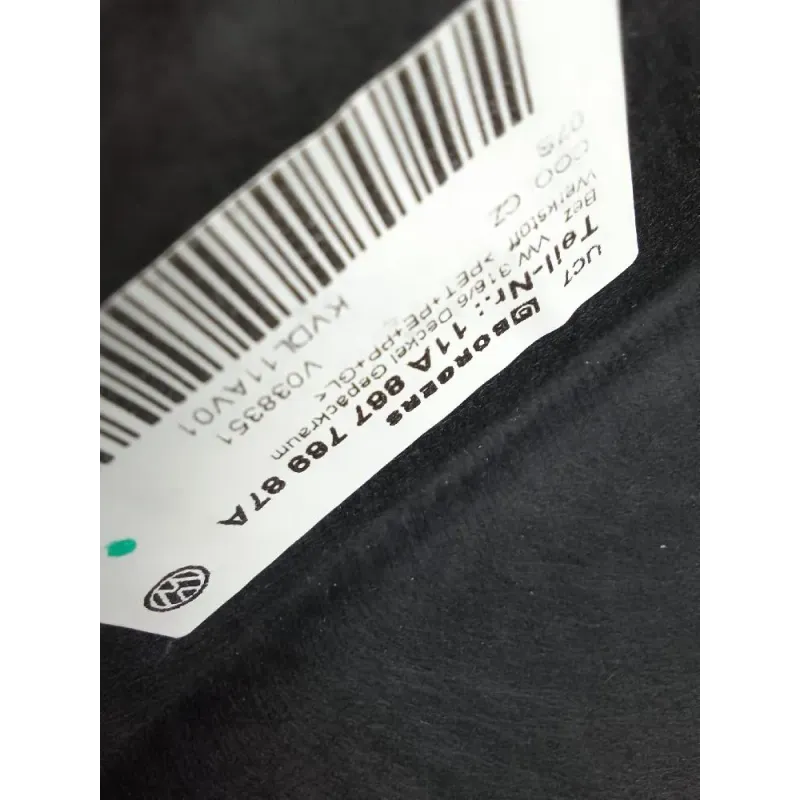 BORGERS
UC7
Teil-Nr.: 11A 867 769 87A
VW 316/6 Deckel Gepäckraum
Bez
Werkstoff >PET+PE+PP+GL<
COO CZ V038351
07S KVDL11AV01